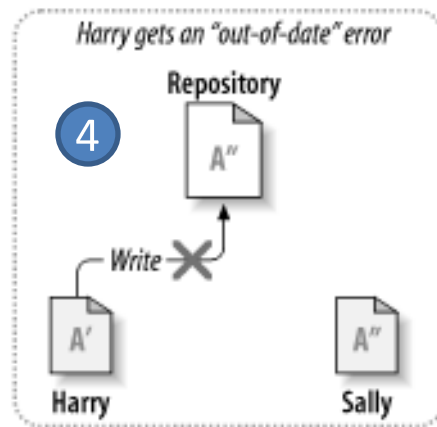 Harry gets an “out-of-date” error
Repository
4
A”
Write
A’
A”
Harry
Sally